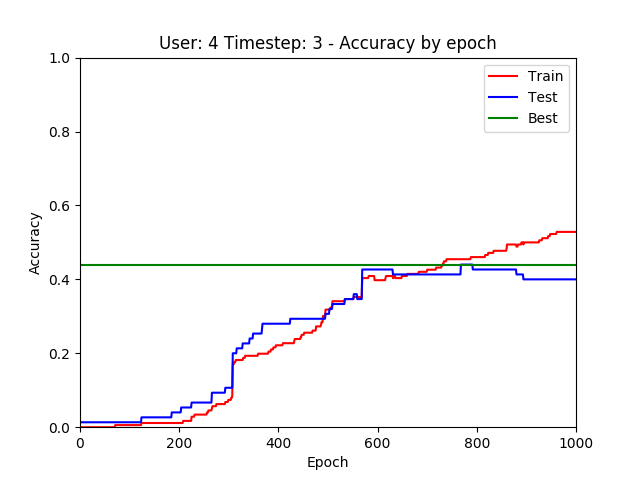 User: 4 Timestep: 3 - Accuracy by epoch
1.0
0.8
0.6
0.4
0.2
0.0
Accuracy
Train
Test
Best
0 200 400 600 800 1000
Epoch